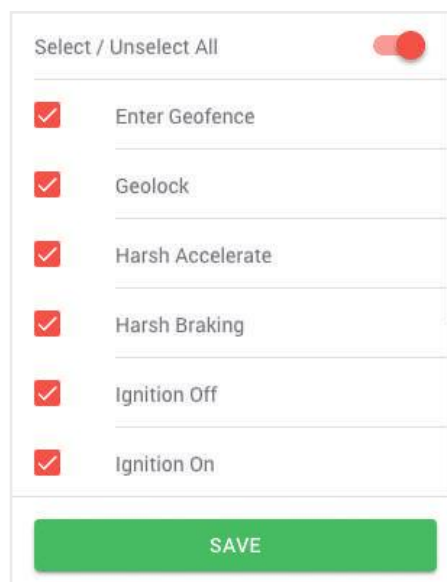 Select / Unselect All
Enter Geofence
Geolock
Harsh Accelerate
Harsh Braking
Ignition Off
Ignition On
SAVE